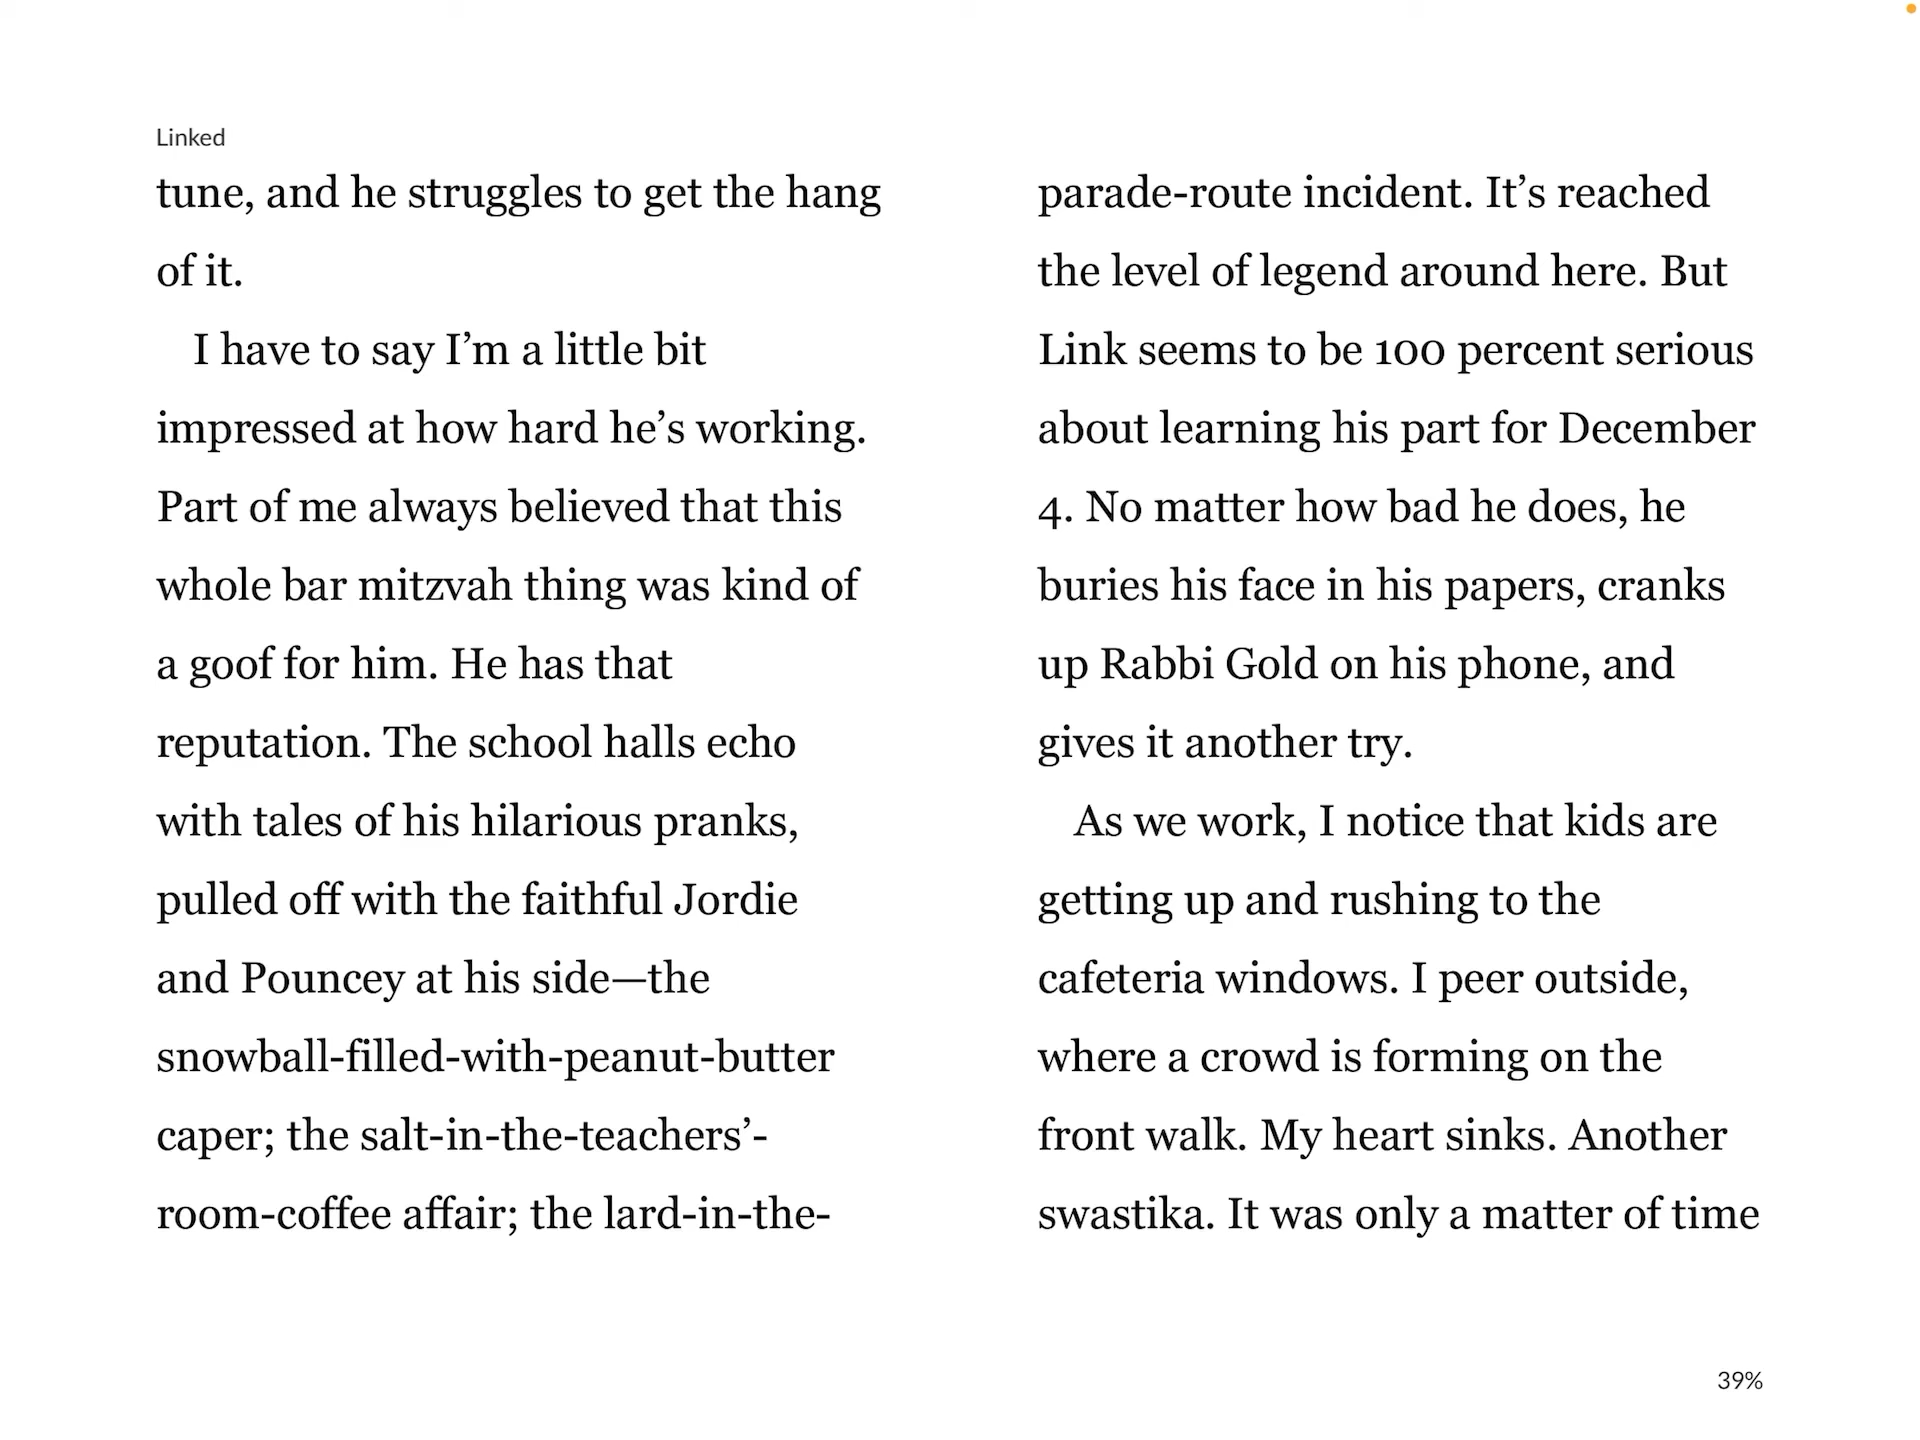 Linked
tune, and he struggles to get the hang
of it.
I have to say I’m a little bit
impressed at how hard he’s working.
Part of me always believed that this
whole bar mitzvah thing was kind of
a goof for him. He has that
reputation. The school halls echo
with tales of his hilarious pranks,
pulled off with the faithful Jordie
and Pouncey at his side—the
snowball-filled-with-peanut-butter
caper; the salt-in-the-teachers’-
room-coffee affair; the lard-in-the-
parade-route incident. It’s reached
the level of legend around here. But
Link seems to be 100 percent serious
about learning his part for December
4. No matter how bad he does, he
buries his face in his papers, cranks
up Rabbi Gold on his phone, and
gives it another try.
As we work, I notice that kids are
getting up and rushing to the
cafeteria windows. I peer outside,
where a crowd is forming on the
front walk. My heart sinks. Another
swastika. It was only a matter of time
39%